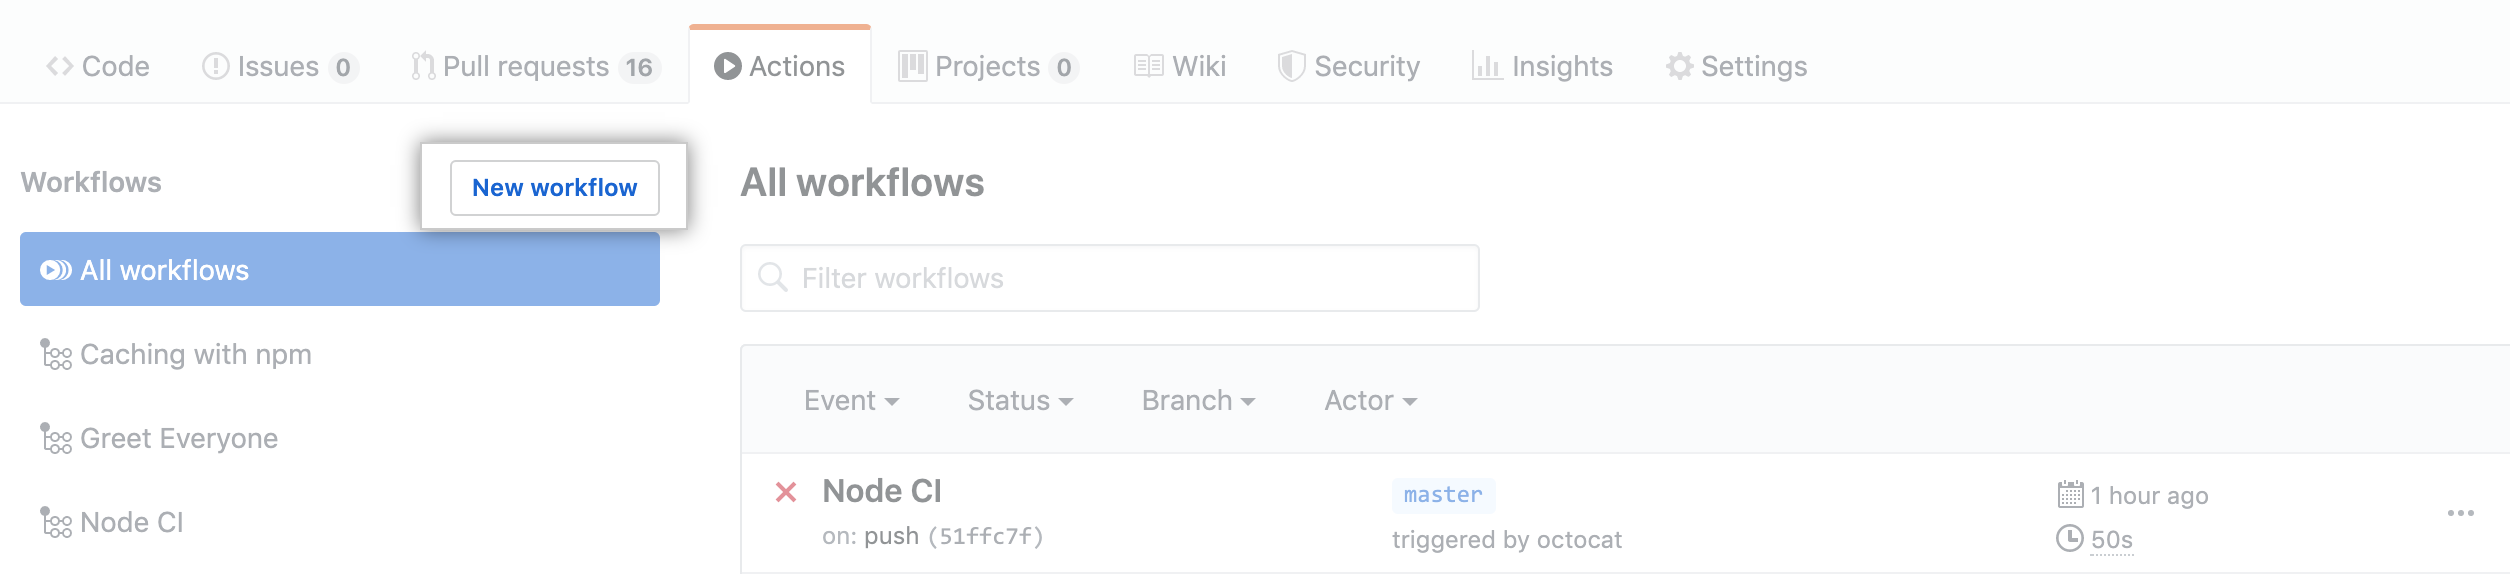 Code Issues 0 Pull requests 16 Actions Projects 0 Wiki Security Insights Settings
Workflows
New workflow
All workflows
Caching with npm
Greet Everyone
Node CI
All workflows
Filter workflows
Event Status Branch Actor
Node CI
on: push (51ffc7f)
master
triggered by octocat
1 hour ago
50s